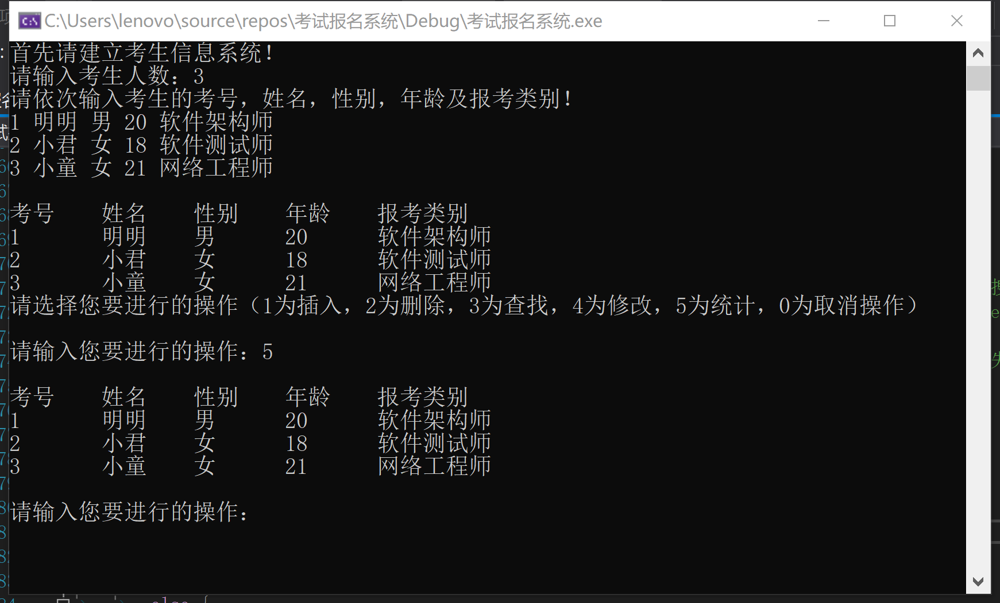 C:\Users\lenovo\source\repos\考试报名系统\Debug\考试报名系统.exe
首先请建立考生信息系统！
请输入考生人数：3
请依次输入考生的考号，姓名，性别，年龄及报考类别！
1 明明 男 20 软件架构师
2 小君 女 18 软件测试师
3 小童 女 21 网络工程师
考号 姓名 性别 年龄 报考类别
1 明明 男 20 软件架构师
2 小君 女 18 软件测试师
3 小童 女 21 网络工程师
请选择您要进行的操作（1为插入，2为删除，3为查找，4为修改，5为统计，0为取消操作）
请输入您要进行的操作：5
考号 姓名 性别 年龄 报考类别
1 明明 男 20 软件架构师
2 小君 女 18 软件测试师
3 小童 女 21 网络工程师
请输入您要进行的操作：